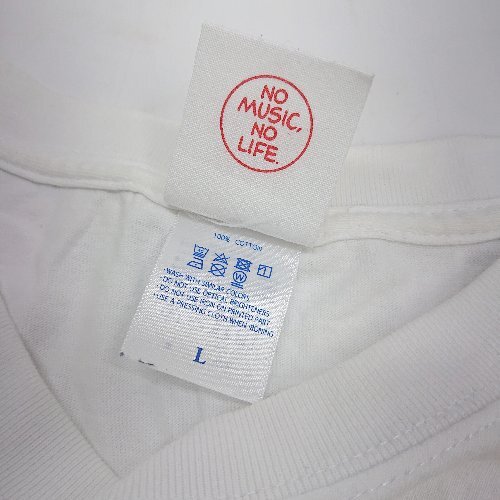 NO
MUSIC,
NO
LIFE.
100% COTTON
・WASH WITH SIMILAR COLORS
・DO NOT USE OPTICAL BRIGHTENERS
・DO NOT USE IRON ON PRINTED PART
・USE A PRESSING CLOTH WHEN IRONING
L